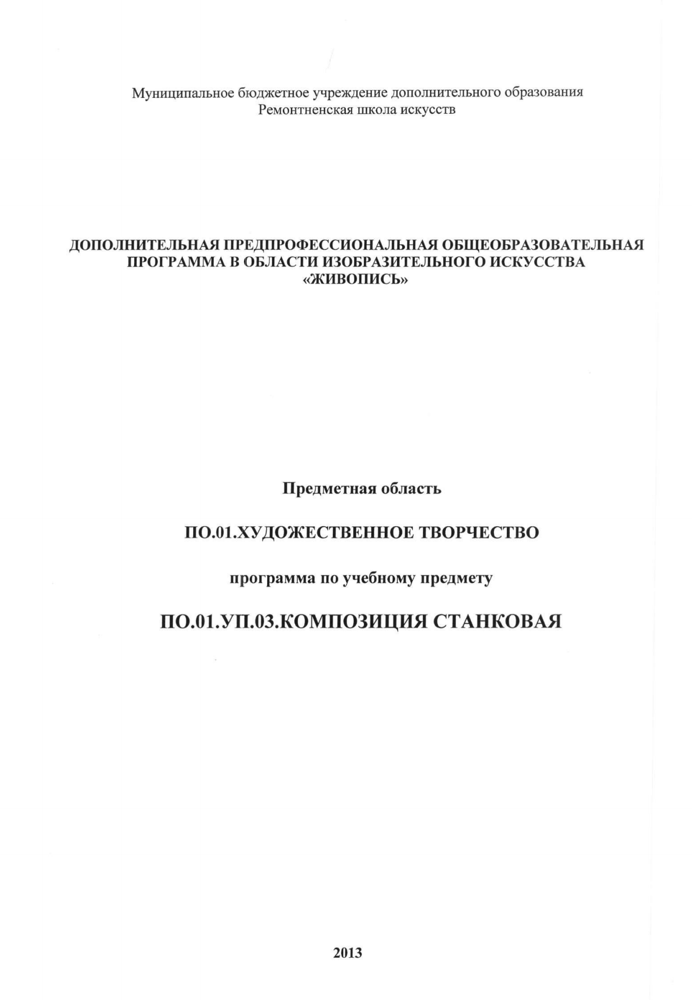 Муниципальное бюджетное учреждение дополнительного образования
Ремонтненская школа искусств
ДОПОЛНИТЕЛЬНАЯ ПРЕДПРОФЕССИОНАЛЬНАЯ ОБЩЕОБРАЗОВАТЕЛЬНАЯ
ПРОГРАММА В ОБЛАСТИ ИЗОБРАЗИТЕЛЬНОГО ИСКУССТВА
«ЖИВОПИСЬ»
Предметная область
ПО.01.ХУДОЖЕСТВЕННОЕ ТВОРЧЕСТВО
программа по учебному предмету
ПО.01.УП.03.КОМПОЗИЦИЯ СТАНКОВАЯ
2013